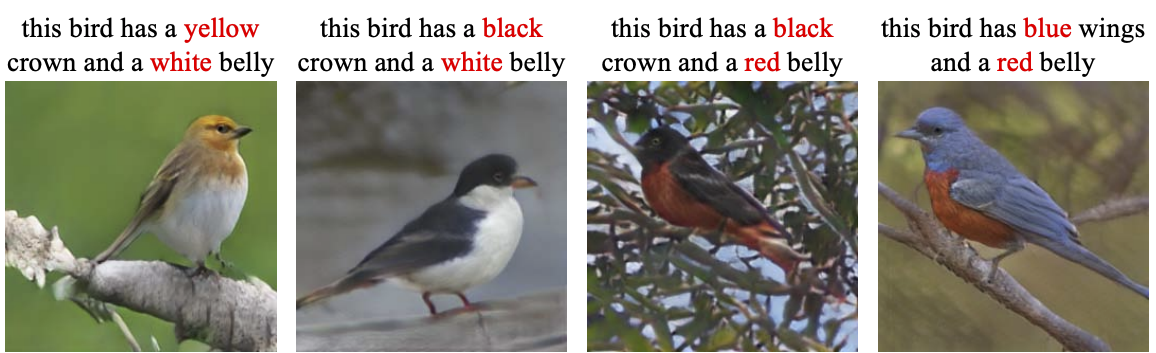 this bird has a yellow
crown and a white belly
this bird has a black
crown and a white belly
this bird has a black
crown and a red belly
this bird has blue wings
and a red belly